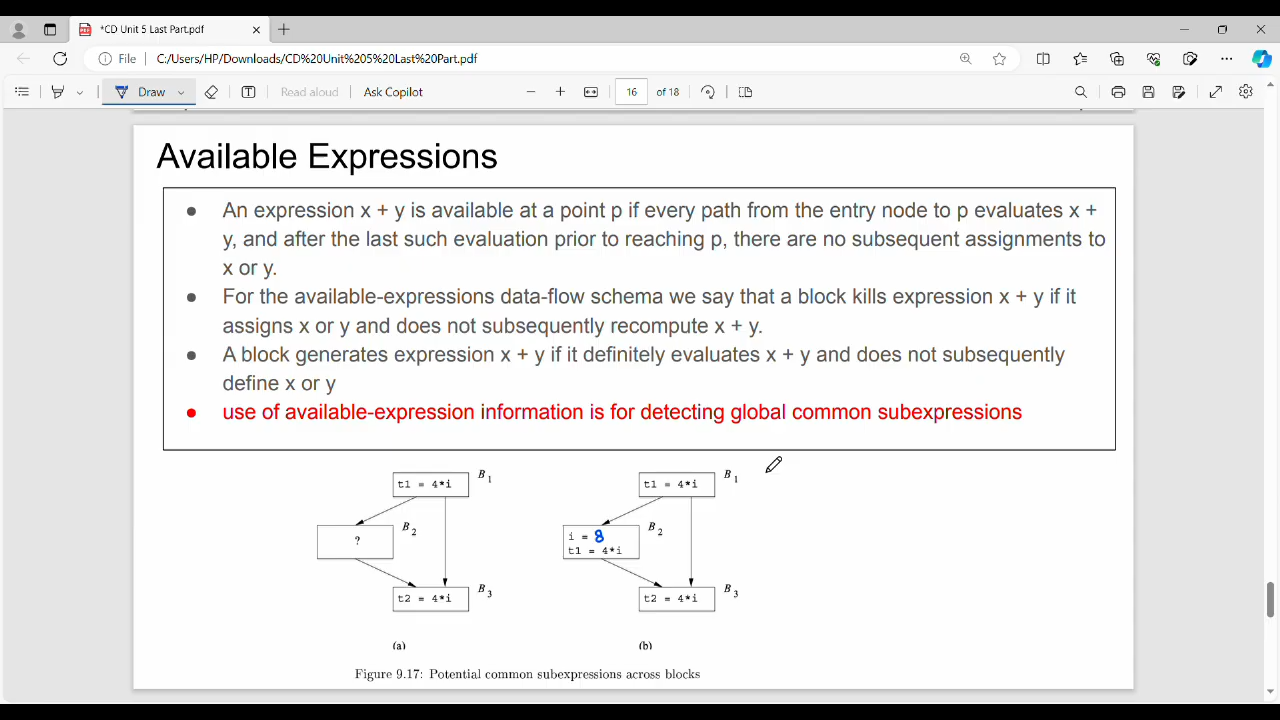 *CD Unit 5 Last Part.pdf
File
C:/Users/HP/Downloads/CD%20Unit%205%20Last%20Part.pdf
Draw
Read aloud
Ask Copilot
16
of 18
Available Expressions
● An expression x + y is available at a point p if every path from the entry node to p evaluates x +
y, and after the last such evaluation prior to reaching p, there are no subsequent assignments to
x or y.
● For the available-expressions data-flow schema we say that a block kills expression x + y if it
assigns x or y and does not subsequently recompute x + y.
● A block generates expression x + y if it definitely evaluates x + y and does not subsequently
define x or y
● use of available-expression information is for detecting global common subexpressions
t1 = 4*i
B1
?
B2
t2 = 4*i
B3
(a)
t1 = 4*i
B1
i = 8
t1 = 4*i
B2
t2 = 4*i
B3
(b)
Figure 9.17: Potential common subexpressions across blocks